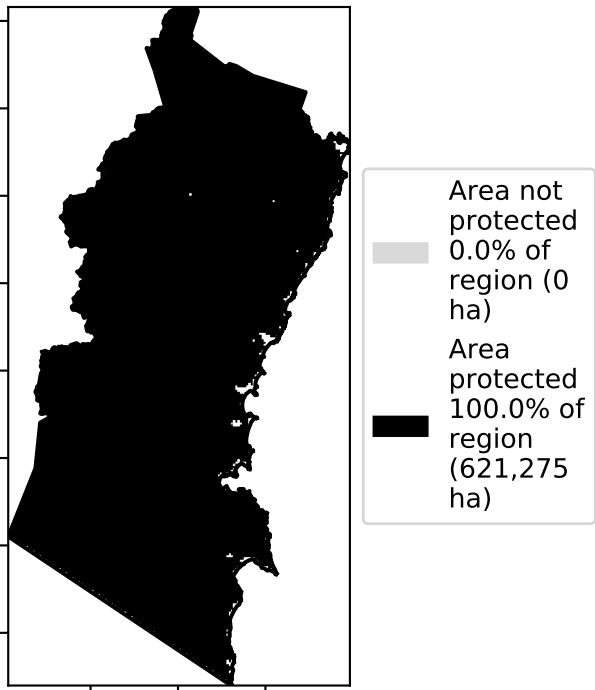 Area not
protected
0.0% of
region (0
ha)
Area
protected
100.0% of
region
(621,275
ha)